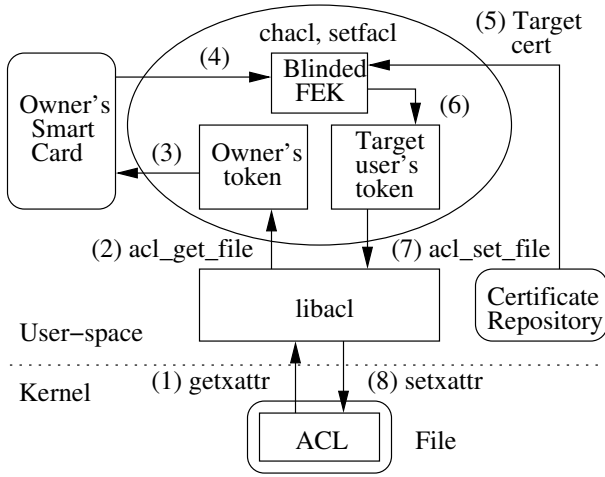 (5) Target
cert
chacl, setfacl
(4)
Blinded
FEK
Owner's
Smart
Card
(6)
(3)
Owner's
token
Target
user's
token
(2) acl_get_file
(7) acl_set_file
libacl
Certificate
Repository
User−space
Kernel
(1) getxattr
(8) setxattr
ACL
File